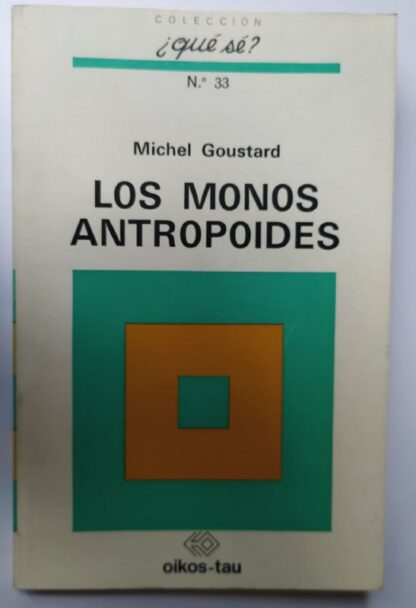 COLECCIÓN
¿qué sé?
N.° 33
Michel Goustard
LOS MONOS
ANTROPOIDES
oikos-tau